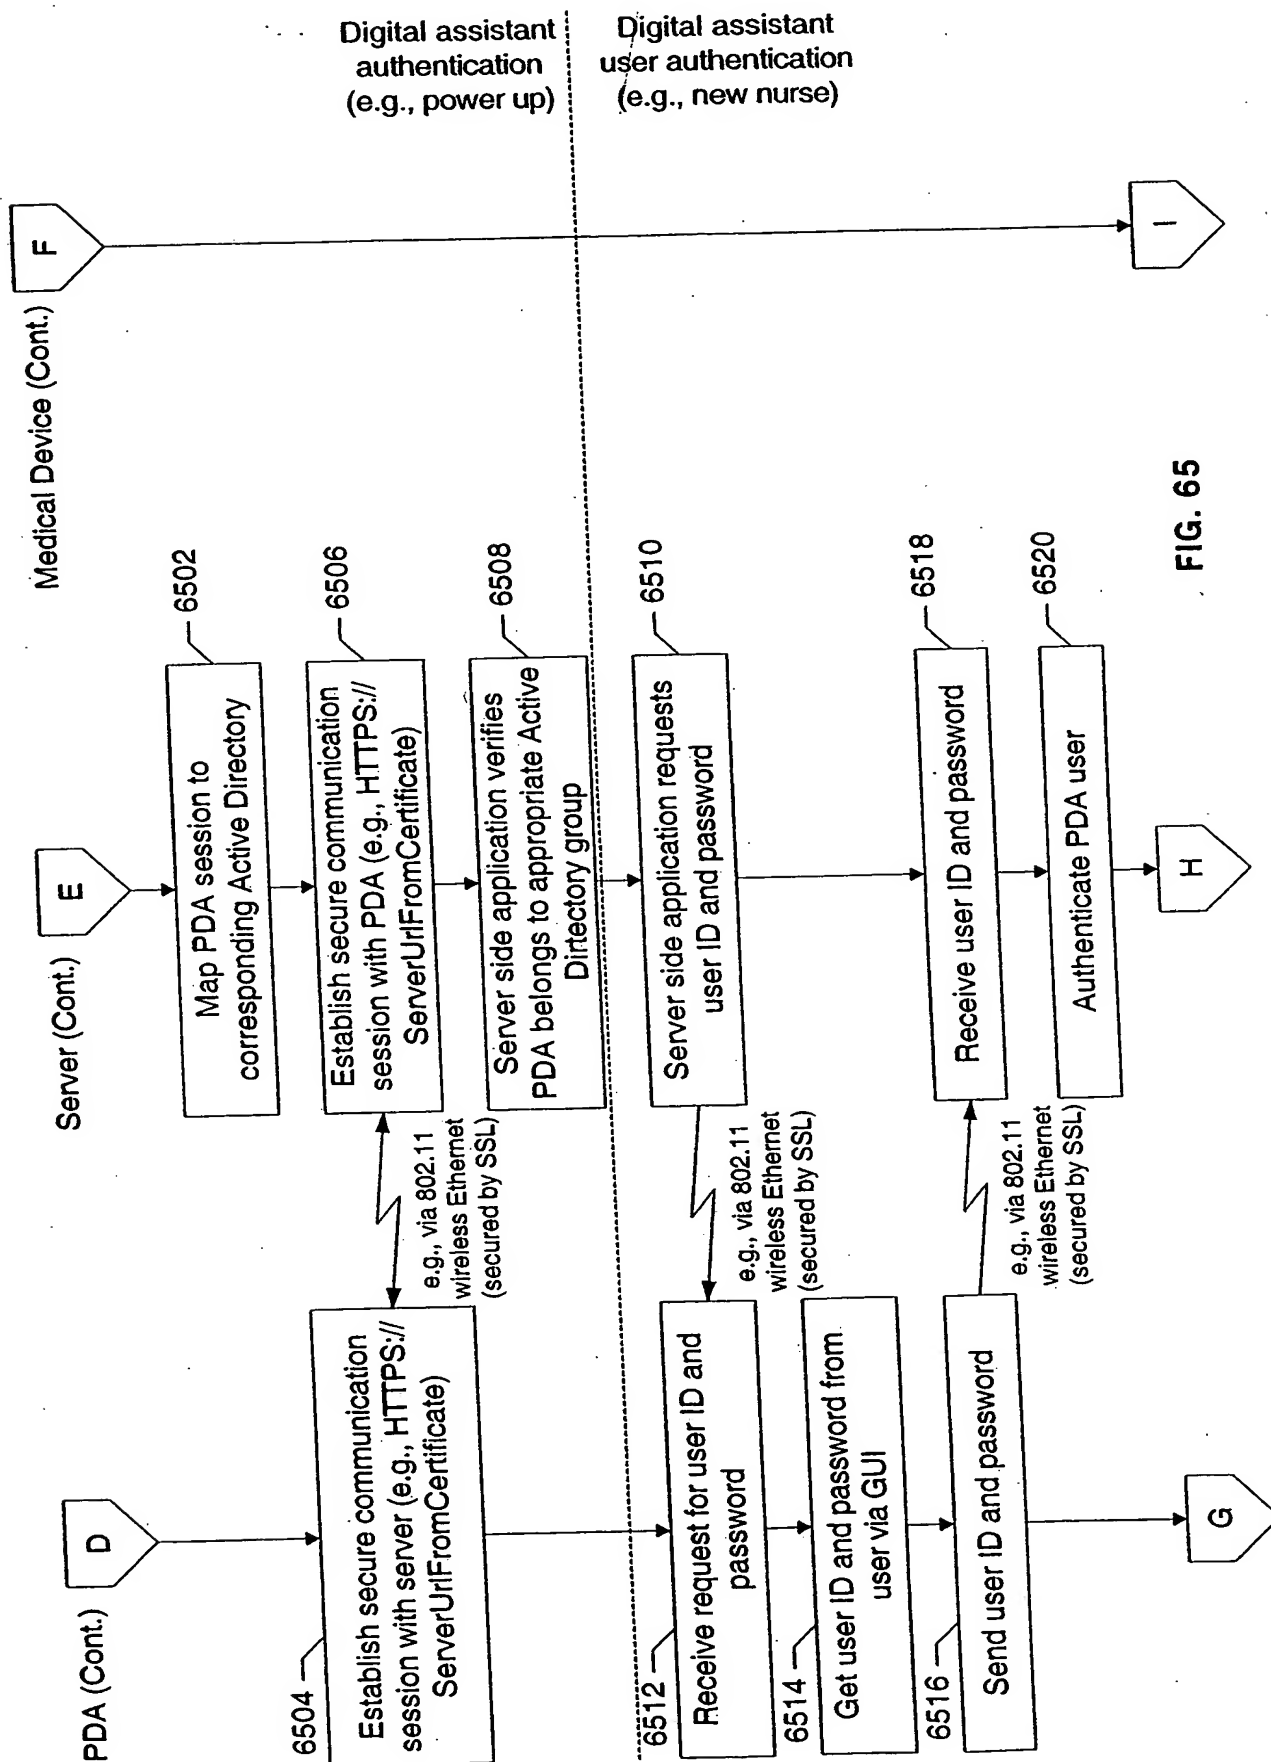 Digital assistant
authentication
(e.g., power up)
Digital assistant
user authentication
(e.g., new nurse)
Medical Device (Cont.)
F
I
Server (Cont.)
E
6502
Map PDA session to
corresponding Active Directory
6506
Establish secure communication
session with PDA (e.g., HTTPS://
ServerUrlFromCertificate)
6508
Server side application verifies
PDA belongs to appropriate Active
Dirtectory group
6510
Server side application requests
user ID and password
6518
Receive user ID and password
6520
Authenticate PDA user
H
e.g., via 802.11
wireless Ethernet
(secured by SSL)
e.g., via 802.11
wireless Ethernet
(secured by SSL)
e.g., via 802.11
wireless Ethernet
(secured by SSL)
PDA (Cont.)
D
6504
Establish secure communication
session with server (e.g., HTTPS://
ServerUrlFromCertificate)
6512
Receive request for user ID and
password
6514
Get user ID and password from
user via GUI
6516
Send user ID and password
G
FIG. 65